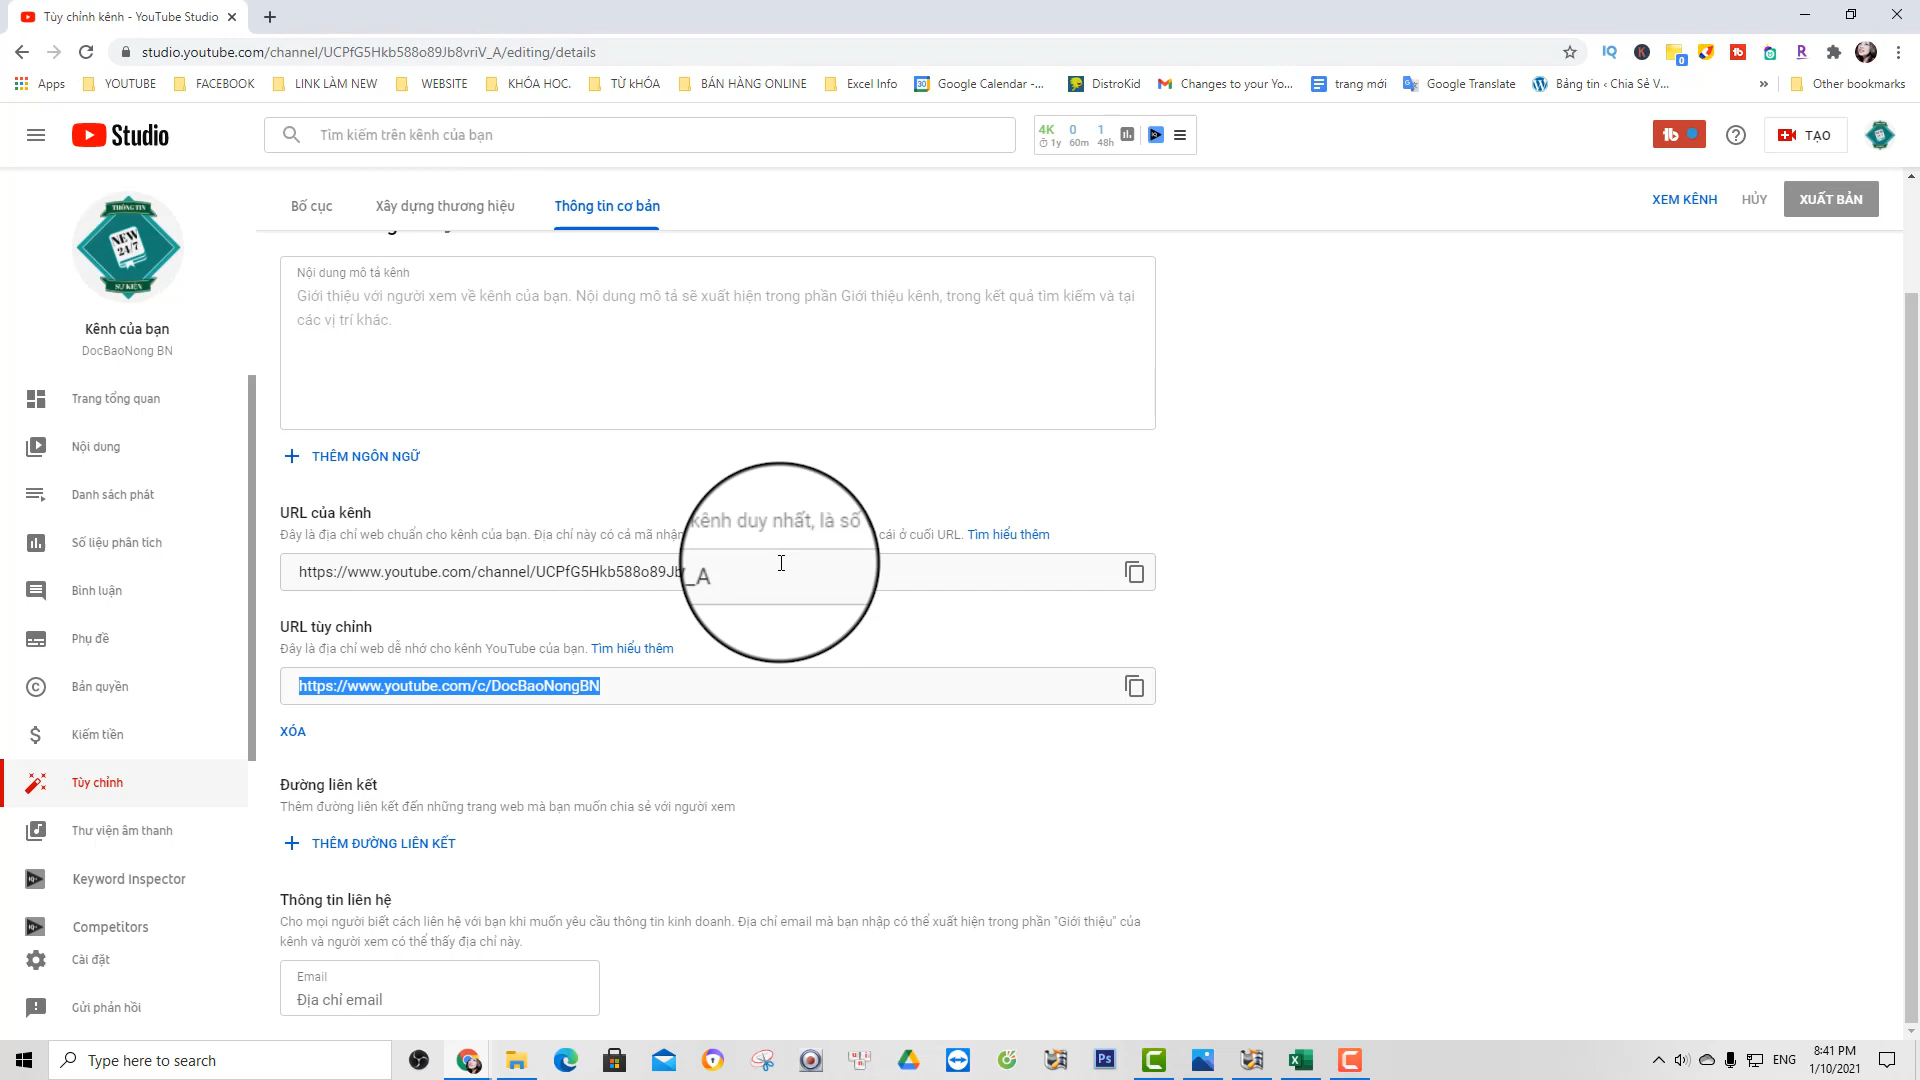 Tùy chỉnh kênh - YouTube Studio
studio.youtube.com/channel/UCPfG5Hkb588o89Jb8vriV_A/editing/details
Apps YOUTUBE FACEBOOK LINK LÀM NEW WEBSITE KHÓA HỌC. TỪ KHÓA BÁN HÀNG ONLINE Excel Info Google Calendar -... DistroKid Changes to your Yo... trang mới Google Translate Bảng tin ‹ Chia Sẻ V... » Other bookmarks
Studio
Tìm kiếm trên kênh của bạn
4K 0 1
1y 60m 48h
tb
TẠO
Bố cục Xây dựng thương hiệu Thông tin cơ bản
XEM KÊNH HỦY XUẤT BẢN
THÔNG TIN
NEW
24/7
SỰ KIỆN
Kênh của bạn
DocBaoNong BN
Trang tổng quan
Nội dung
Danh sách phát
Số liệu phân tích
Bình luận
Phụ đề
Bản quyền
Kiếm tiền
Tùy chỉnh
Thư viện âm thanh
Keyword Inspector
Competitors
Cài đặt
Gửi phản hồi
Nội dung mô tả kênh
Giới thiệu với người xem về kênh của bạn. Nội dung mô tả sẽ xuất hiện trong phần Giới thiệu kênh, trong kết quả tìm kiếm và tại
các vị trí khác.
THÊM NGÔN NGỮ
URL của kênh
Đây là địa chỉ web chuẩn cho kênh của bạn. Địa chỉ này có cả mã nhận kênh duy nhất, là số cái ở cuối URL. Tìm hiểu thêm
https://www.youtube.com/channel/UCPfG5Hkb588o89Jb _A
URL tùy chỉnh
Đây là địa chỉ web dễ nhớ cho kênh YouTube của bạn. Tìm hiểu thêm
https://www.youtube.com/c/DocBaoNongBN
XÓA
Đường liên kết
Thêm đường liên kết đến những trang web mà bạn muốn chia sẻ với người xem
THÊM ĐƯỜNG LIÊN KẾT
Thông tin liên hệ
Cho mọi người biết cách liên hệ với bạn khi muốn yêu cầu thông tin kinh doanh. Địa chỉ email mà bạn nhập có thể xuất hiện trong phần "Giới thiệu" của
kênh và người xem có thể thấy địa chỉ này.
Email
Địa chỉ email
Type here to search
ENG
8:41 PM
1/10/2021